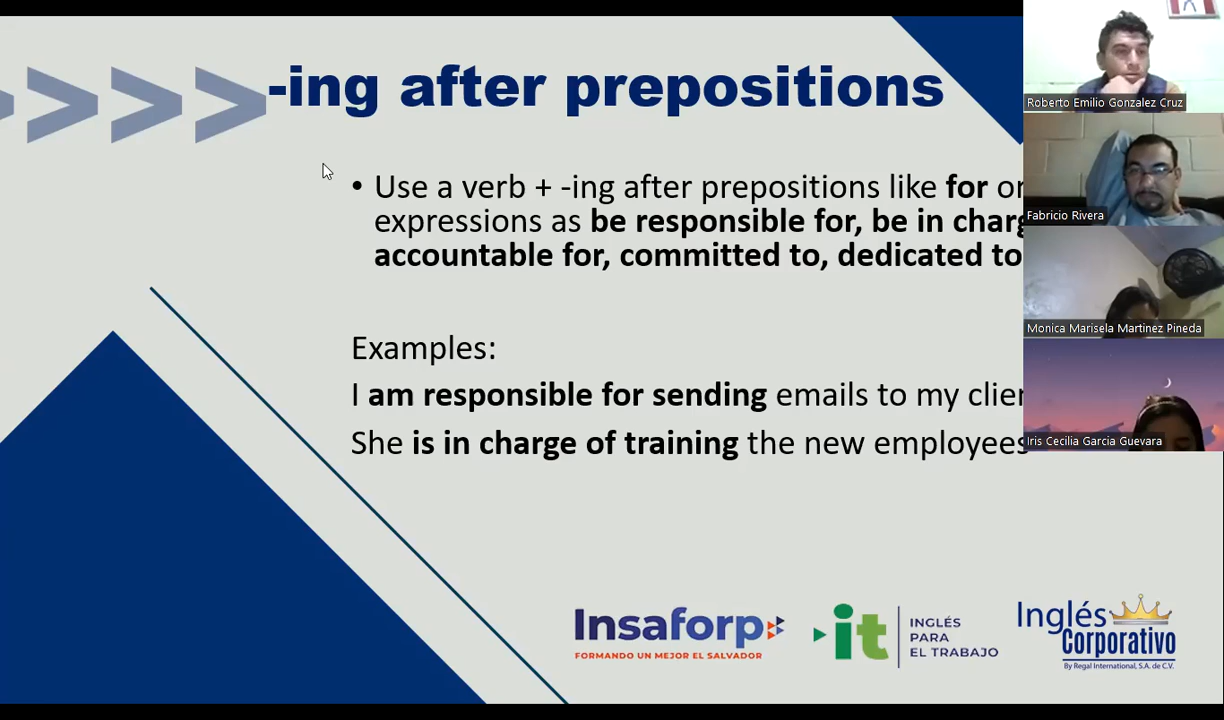 -ing after prepositions
• Use a verb + -ing after prepositions like for or
expressions as be responsible for, be in charg
accountable for, committed to, dedicated to
Examples:
I am responsible for sending emails to my clien
She is in charge of training the new employees
Insaforp
FORMANDO UN MEJOR EL SALVADOR
it
INGLÉS
PARA
EL TRABAJO
Inglés
Corporativo
By Regal International, S.A. de C.V.
Roberto Emilio Gonzalez Cruz
Fabricio Rivera
Monica Marisela Martinez Pineda
Iris Cecilia Garcia Guevara